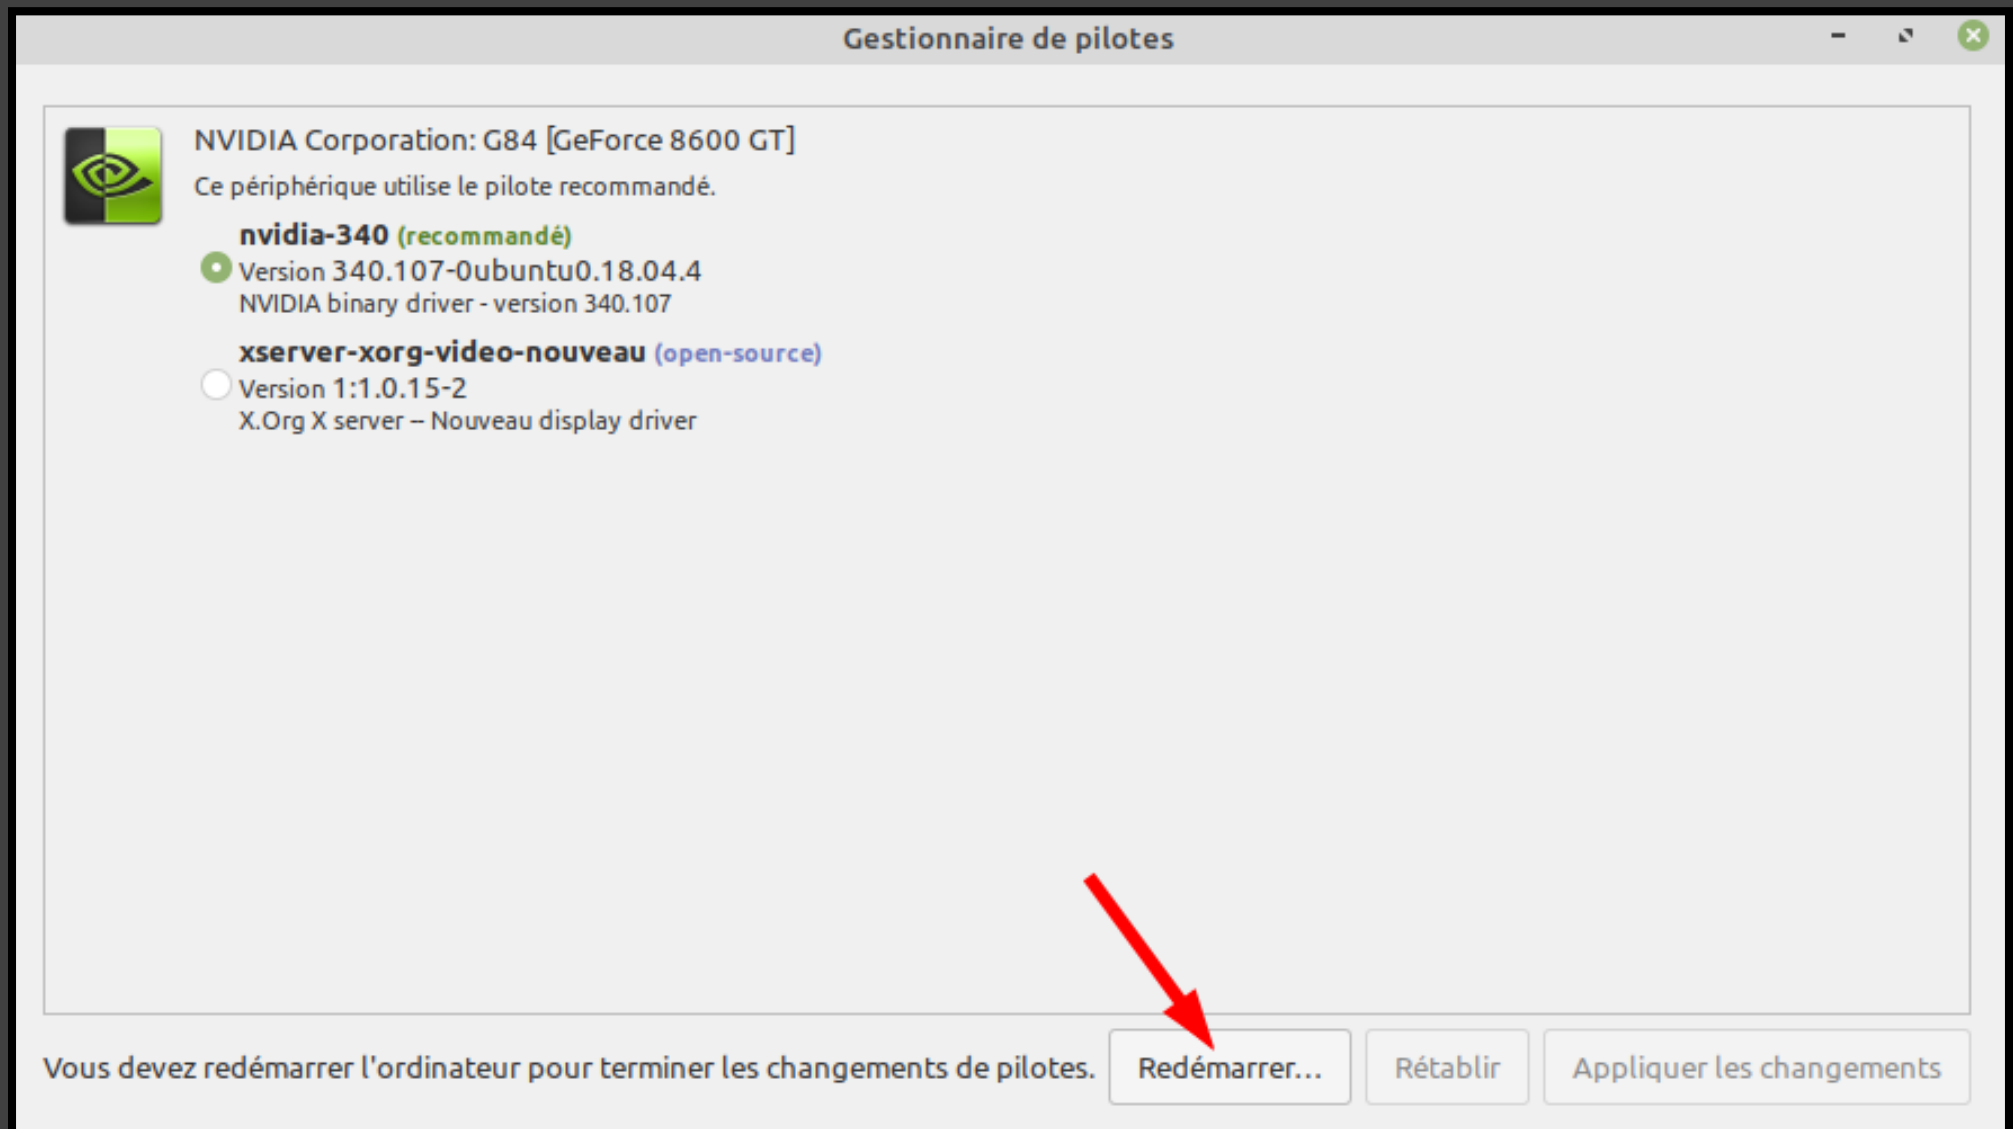 Gestionnaire de pilotes
NVIDIA Corporation: G84 [GeForce 8600 GT]
Ce périphérique utilise le pilote recommandé.
nvidia-340 (recommandé)
Version 340.107-0ubuntu0.18.04.4
NVIDIA binary driver - version 340.107
xserver-xorg-video-nouveau (open-source)
Version 1:1.0.15-2
X.Org X server -- Nouveau display driver
Vous devez redémarrer l'ordinateur pour terminer les changements de pilotes. Redémarrer... Rétablir Appliquer les changements